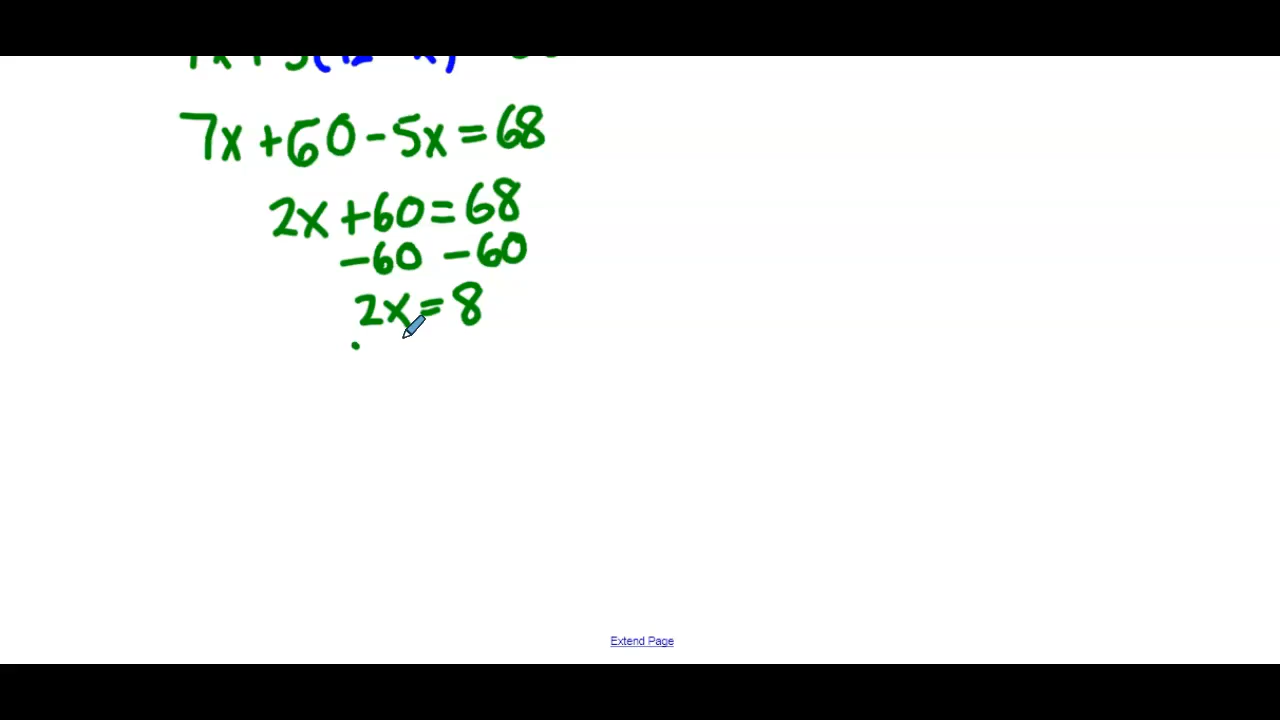 7x + 60 - 5x = 68
2x + 60 = 68
- 60 - 60
2x = 8
Extend Page